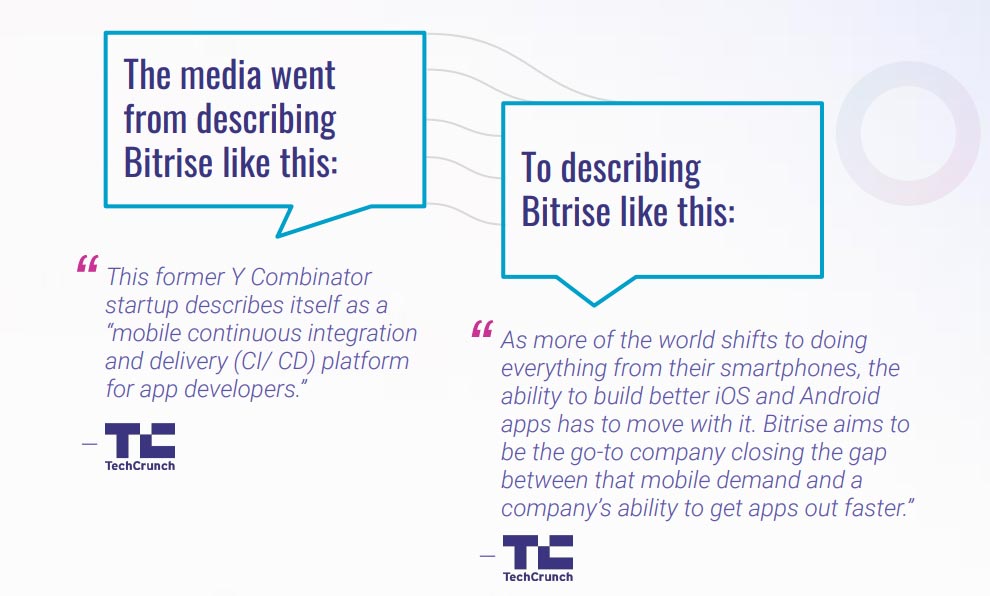 The media went
from describing
Bitrise like this:
“ This former Y Combinator
startup describes itself as a
“mobile continuous integration
and delivery (CI/ CD) platform
for app developers.”
— TC
TechCrunch
To describing
Bitrise like this:
“ As more of the world shifts to doing
everything from their smartphones, the
ability to build better iOS and Android
apps has to move with it. Bitrise aims to
be the go-to company closing the gap
between that mobile demand and a
company’s ability to get apps out faster.”
— TC
TechCrunch